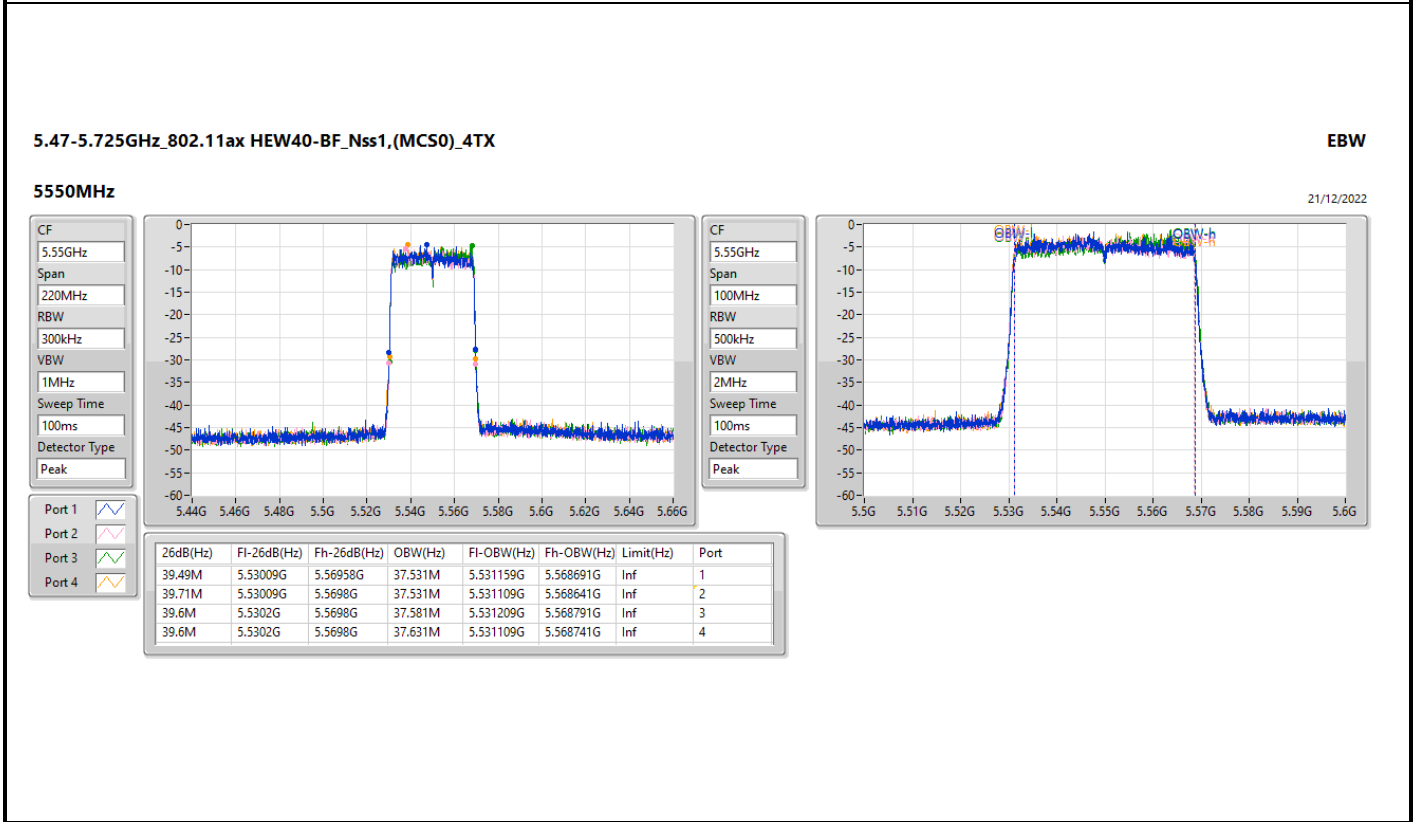 5.47-5.725GHz_802.11ax HEW40-BF_Nss1,(MCS0)_4TX
EBW
5550MHz
21/12/2022
CF
5.55GHz
Span
220MHz
RBW
300kHz
VBW
1MHz
Sweep Time
100ms
Detector Type
Peak
Port 1
Port 2
Port 3
Port 4
0
-5
-10
-15
-20
-25
-30
-35
-40
-45
-50
-55
-60
5.44G 5.46G 5.48G 5.5G 5.52G 5.54G 5.56G 5.58G 5.6G 5.62G 5.64G 5.66G
CF
5.55GHz
Span
100MHz
RBW
500kHz
VBW
2MHz
Sweep Time
100ms
Detector Type
Peak
0
-5
-10
-15
-20
-25
-30
-35
-40
-45
-50
-55
-60
OBW-l OBW-h
5.5G 5.51G 5.52G 5.53G 5.54G 5.55G 5.56G 5.57G 5.58G 5.59G 5.6G
26dB(Hz) Fl-26dB(Hz) Fh-26dB(Hz) OBW(Hz) Fl-OBW(Hz) Fh-OBW(Hz) Limit(Hz) Port
39.49M 5.53009G 5.56958G 37.531M 5.531159G 5.568691G Inf 1
39.71M 5.53009G 5.5698G 37.531M 5.531109G 5.568641G Inf 2
39.6M 5.5302G 5.5698G 37.581M 5.531209G 5.568791G Inf 3
39.6M 5.5302G 5.5698G 37.631M 5.531109G 5.568741G Inf 4